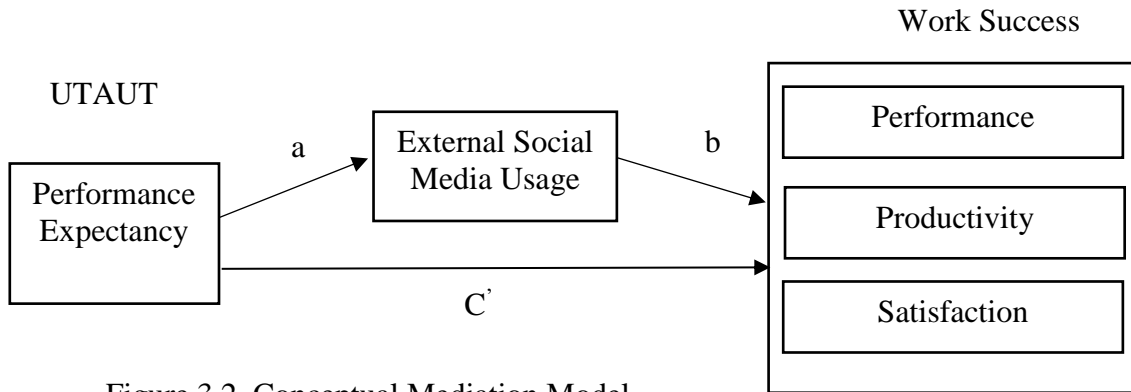 Work Success
UTAUT
Performance
External Social
Media Usage
a
b
Performance
Expectancy
Productivity
C’
Satisfaction
Figure 3.2. Conceptual Mediation Model